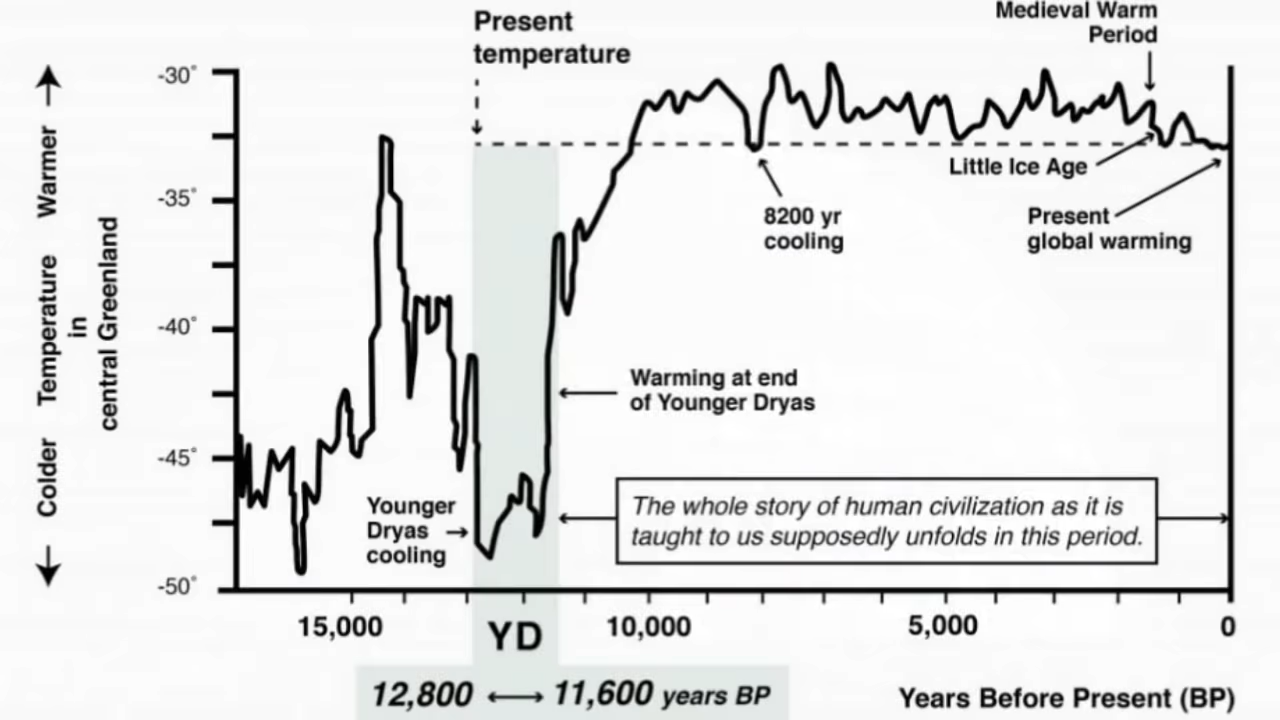 Medieval Warm
Period
Present
temperature
-30°
-35°
-40°
-45°
-50°
Colder Temperature Warmer
in
central Greenland
Little Ice Age
8200 yr
cooling
Present
global warming
Warming at end
of Younger Dryas
Younger
Dryas
cooling
The whole story of human civilization as it is
taught to us supposedly unfolds in this period.
15,000
YD
10,000
5,000
0
12,800 ⟷ 11,600 years BP
Years Before Present (BP)